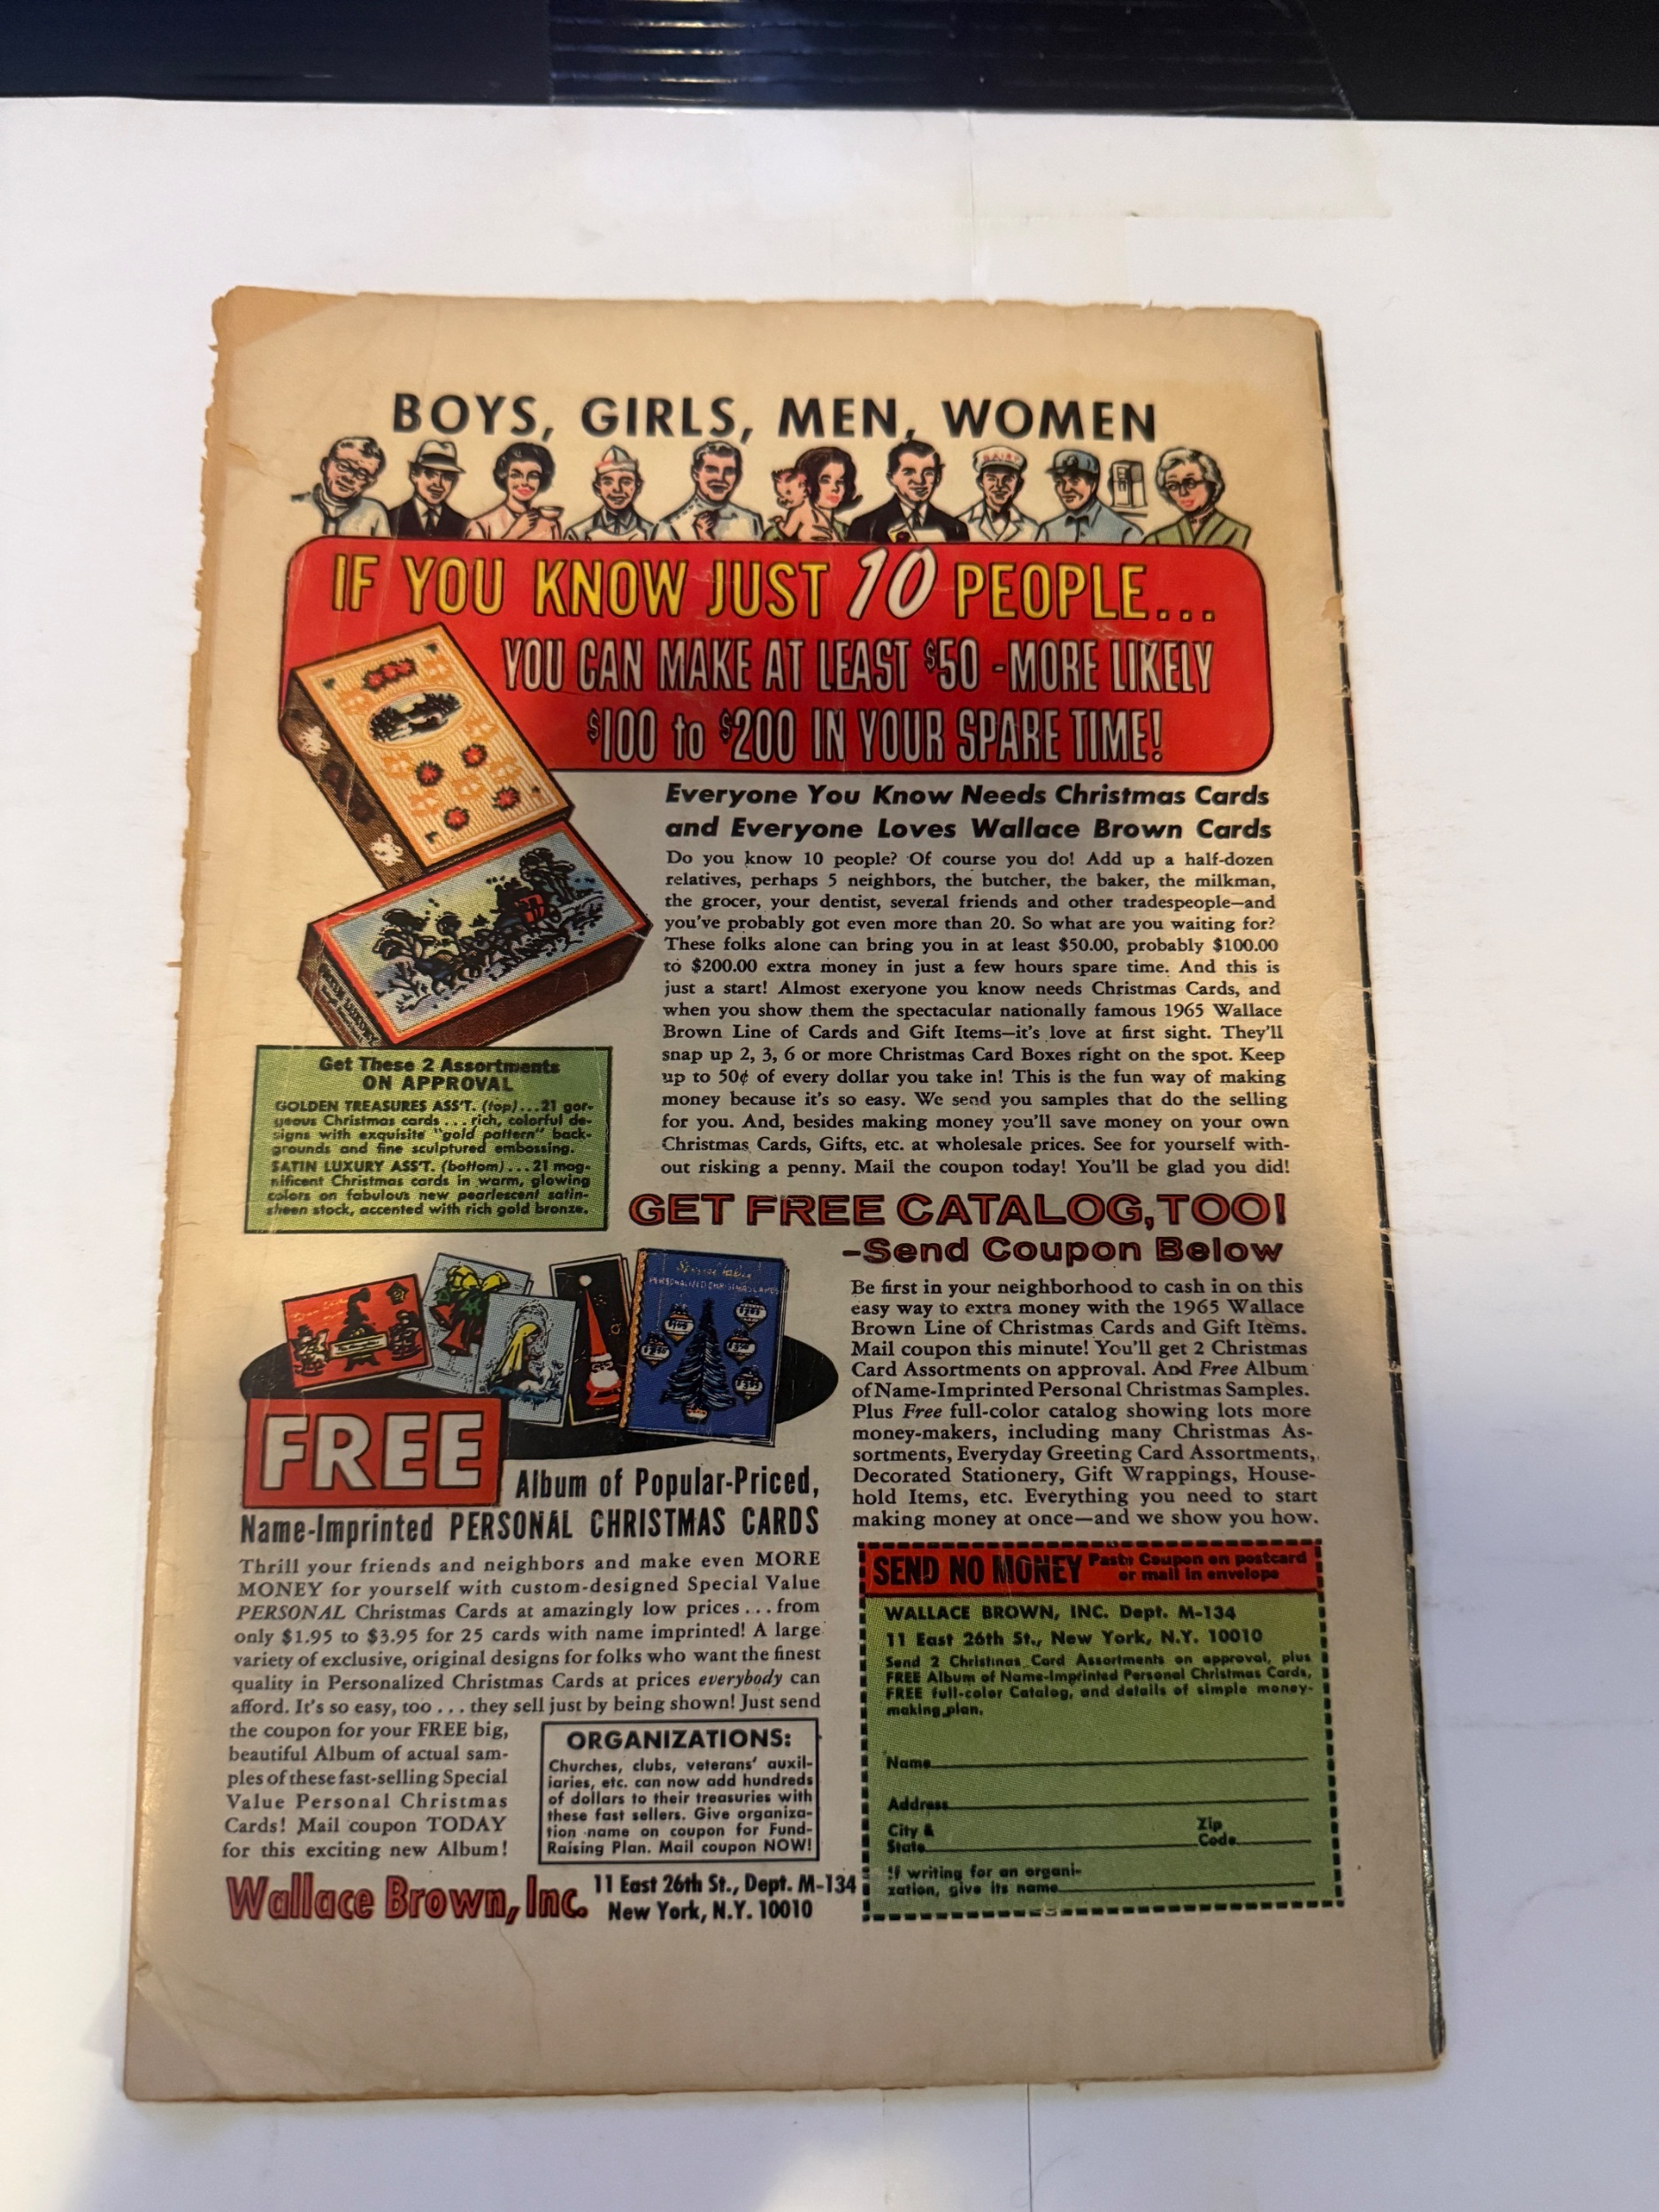 BOYS, GIRLS, MEN, WOMEN
DAIRY
IF YOU KNOW JUST 10 PEOPLE...
YOU CAN MAKE AT LEAST $50 -MORE LIKELY
$100 to $200 IN YOUR SPARE TIME!
Everyone You Know Needs Christmas Cards
and Everyone Loves Wallace Brown Cards
Do you know 10 people? Of course you do! Add up a half-dozen
relatives, perhaps 5 neighbors, the butcher, the baker, the milkman,
the grocer, your dentist, several friends and other tradespeople—and
you've probably got even more than 20. So what are you waiting for?
These folks alone can bring you in at least $50.00, probably $100.00
to $200.00 extra money in just a few hours spare time. And this is
just a start! Almost exeryone you know needs Christmas Cards, and
when you show them the spectacular nationally famous 1965 Wallace
Brown Line of Cards and Gift Items—it's love at first sight. They'll
snap up 2, 3, 6 or more Christmas Card Boxes right on the spot. Keep
up to 50¢ of every dollar you take in! This is the fun way of making
money because it's so easy. We send you samples that do the selling
for you. And, besides making money you'll save money on your own
Christmas Cards, Gifts, etc. at wholesale prices. See for yourself with-
out risking a penny. Mail the coupon today! You'll be glad you did!
Get These 2 Assortments
ON APPROVAL
GOLDEN TREASURES ASS'T. (top)...21 gor-
geous Christmas cards...rich, colorful de-
signs with exquisite "gold pattern" back-
grounds and fine sculptured embossing.
SATIN LUXURY ASS'T. (bottom)...21 mag-
nificent Christmas cards in warm, glowing
colors on fabulous new pearlescent satin-
sheen stock, accented with rich gold bronze.
GET FREE CATALOG, TOO!
-Send Coupon Below
Be first in your neighborhood to cash in on this
easy way to extra money with the 1965 Wallace
Brown Line of Christmas Cards and Gift Items.
Mail coupon this minute! You'll get 2 Christmas
Card Assortments on approval. And Free Album
of Name-Imprinted Personal Christmas Samples.
Plus Free full-color catalog showing lots more
money-makers, including many Christmas As-
sortments, Everyday Greeting Card Assortments,
Decorated Stationery, Gift Wrappings, House-
hold Items, etc. Everything you need to start
making money at once—and we show you how.
Special Value
PERSONALIZED CHRISTMAS CARDS
FREE
Album of Popular-Priced,
Name-Imprinted PERSONAL CHRISTMAS CARDS
Thrill your friends and neighbors and make even MORE
MONEY for yourself with custom-designed Special Value
PERSONAL Christmas Cards at amazingly low prices...from
only $1.95 to $3.95 for 25 cards with name imprinted! A large
variety of exclusive, original designs for folks who want the finest
quality in Personalized Christmas Cards at prices everybody can
afford. It's so easy, too...they sell just by being shown! Just send
the coupon for your FREE big,
beautiful Album of actual sam-
ples of these fast-selling Special
Value Personal Christmas
Cards! Mail coupon TODAY
for this exciting new Album!
ORGANIZATIONS:
Churches, clubs, veterans' auxil-
iaries, etc. can now add hundreds
of dollars to their treasuries with
these fast sellers. Give organiza-
tion name on coupon for Fund-
Raising Plan. Mail coupon NOW!
Wallace Brown, Inc. 11 East 26th St., Dept. M-134
New York, N.Y. 10010
SEND NO MONEY Paste Coupon on postcard
or mail in envelope
WALLACE BROWN, INC. Dept. M-134
11 East 26th St., New York, N.Y. 10010
Send 2 Christmas Card Assortments on approval, plus
FREE Album of Name-Imprinted Personal Christmas Cards,
FREE full-color Catalog, and details of simple money-
making plan.
Name
Address
City &
State
Zip
Code
If writing for an organi-
zation, give its name